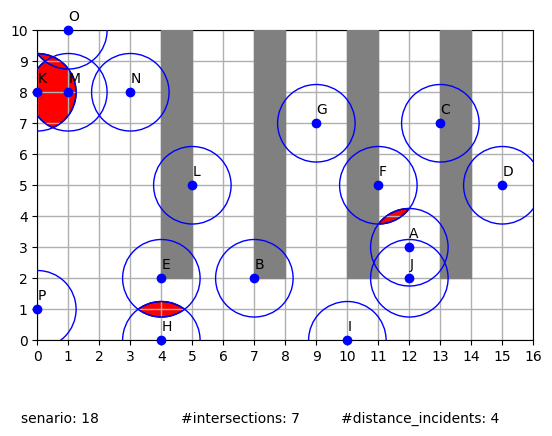 O
10
9
K M N
8
G C
7
6
L F D
5
4
A
3
E B J
2
P
1
H I
0
0 1 2 3 4 5 6 7 8 9 10 11 12 13 14 15 16
senario: 18 #intersections: 7 #distance_incidents: 4